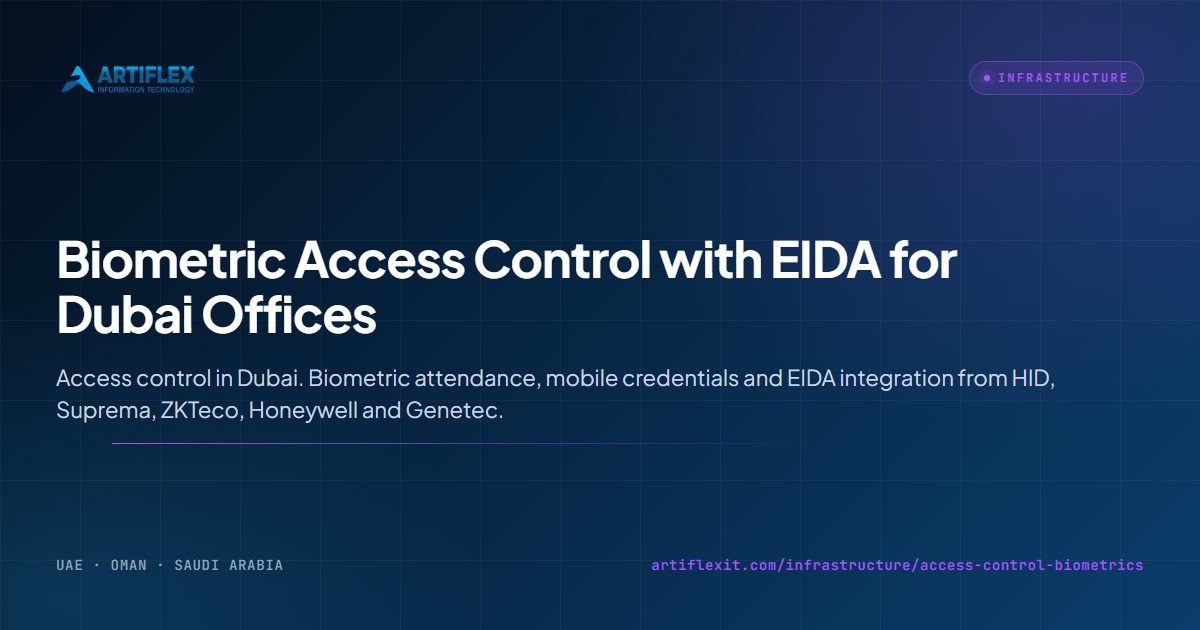 ARTIFLEX
INFORMATION TECHNOLOGY
INFRASTRUCTURE
Biometric Access Control with EIDA for
Dubai Offices
Access control in Dubai. Biometric attendance, mobile credentials and EIDA integration from HID,
Suprema, ZKTeco, Honeywell and Genetec.
UAE · OMAN · SAUDI ARABIA
artiflexit.com/infrastructure/access-control-biometrics